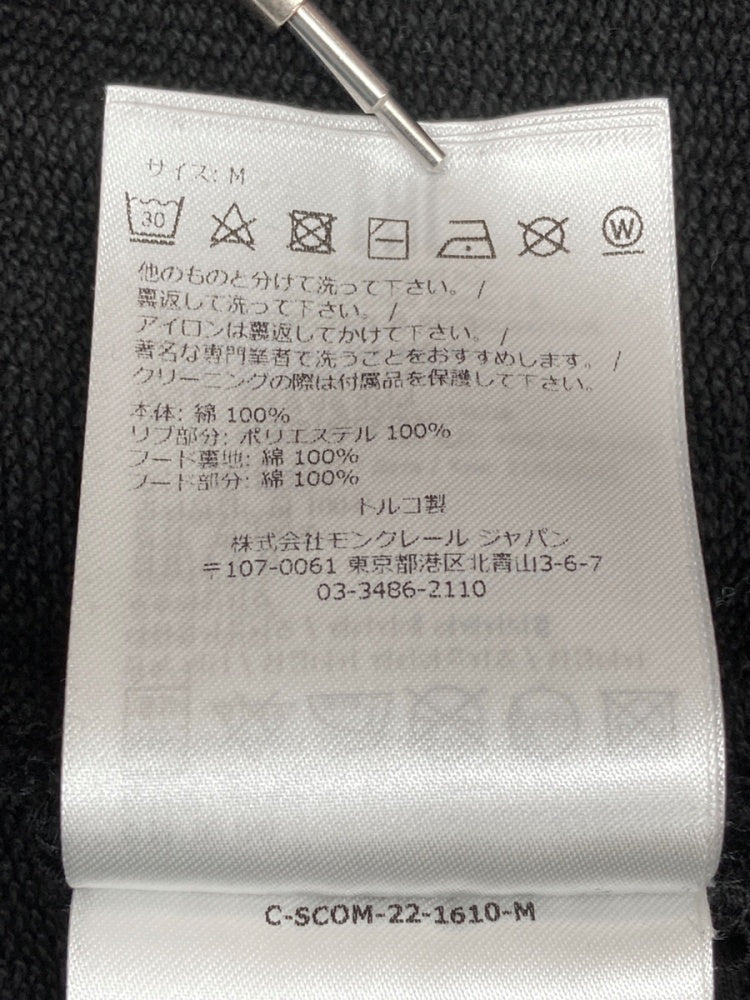 サイズ: M
30
W
他のものと分けて洗って下さい。 /
裏返して洗って下さい。 /
アイロンは裏返してかけて下さい。 /
著名な専門業者で洗うことをおすすめします。 /
クリーニングの際は付属品を保護して下さい。
本体: 綿 100%
リブ部分: ポリエステル 100%
フード裏地: 綿 100%
フード部分: 綿 100%
トルコ製
株式会社モンクレール ジャパン
〒107-0061 東京都港区北青山3-6-7
03-3486-2110
C-SCOM-22-1610-M